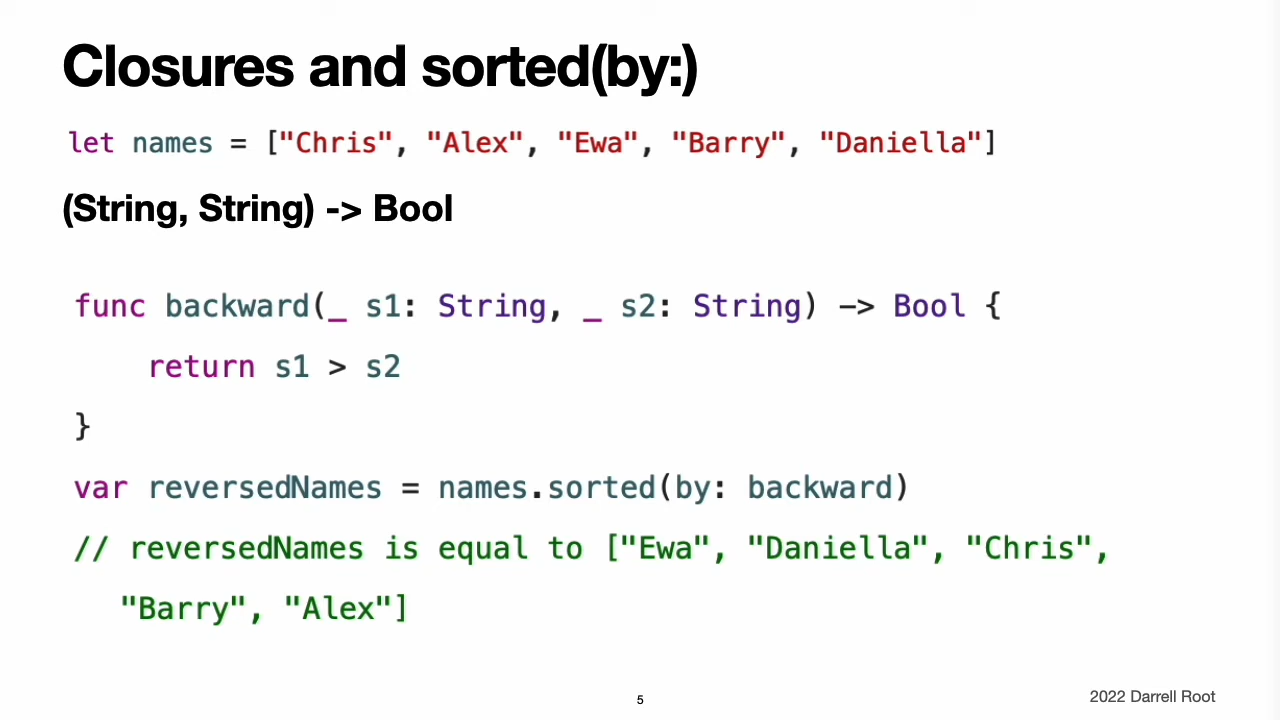 Closures and sorted(by:)
let names = ["Chris", "Alex", "Ewa", "Barry", "Daniella"]
(String, String) -> Bool
func backward(_ s1: String, _ s2: String) -> Bool {
    return s1 > s2
}
var reversedNames = names.sorted(by: backward)
// reversedNames is equal to ["Ewa", "Daniella", "Chris",
"Barry", "Alex"]
5
2022 Darrell Root